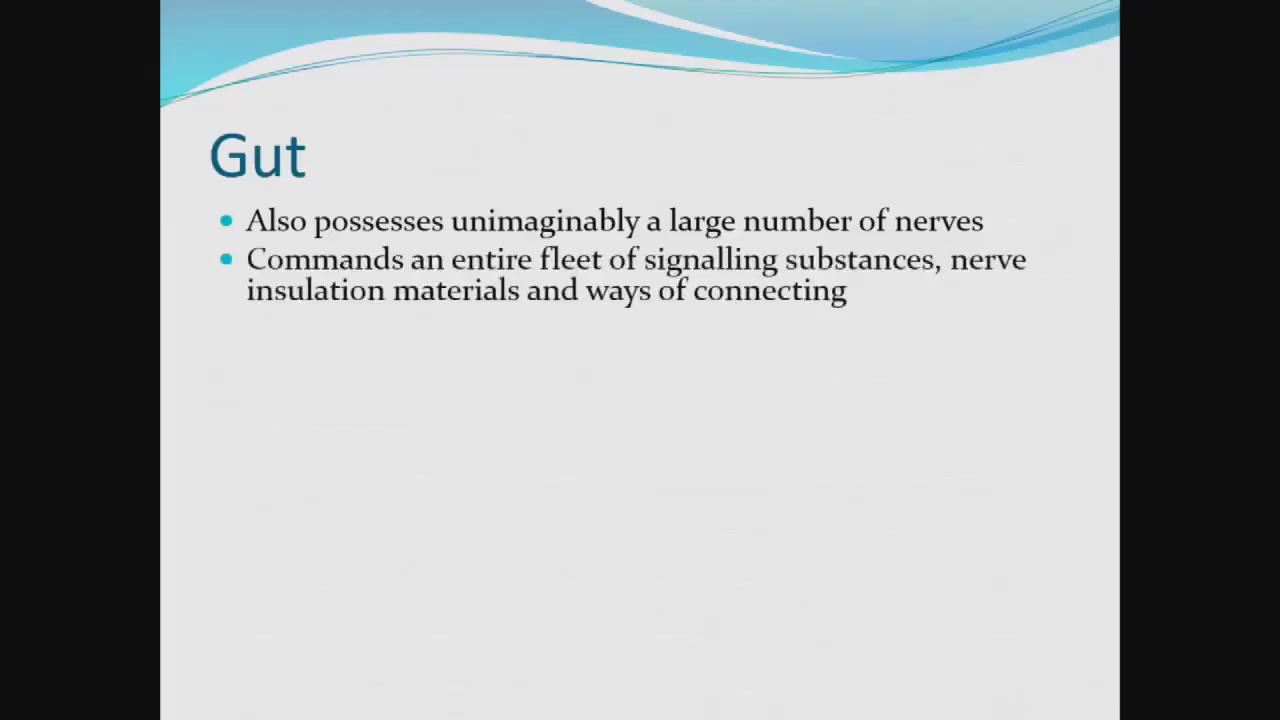 Gut
• Also possesses unimaginably a large number of nerves
• Commands an entire fleet of signalling substances, nerve
insulation materials and ways of connecting